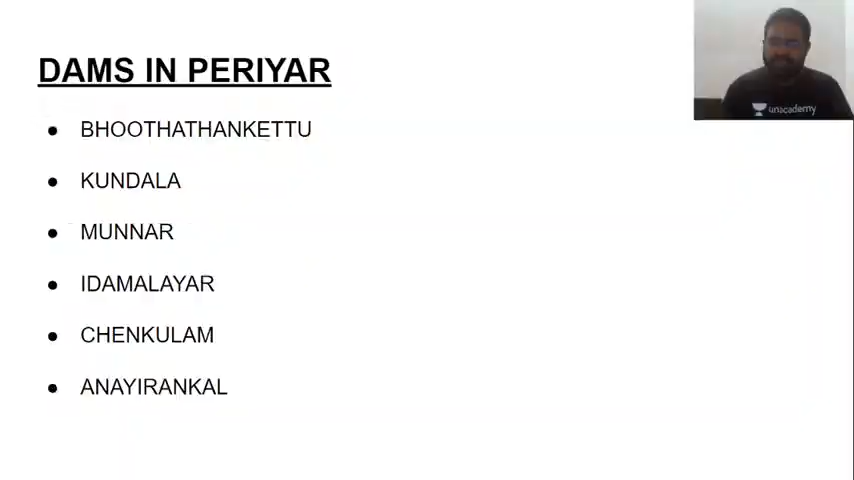 DAMS IN PERIYAR
● BHOOTHATHANKETTU
● KUNDALA
● MUNNAR
● IDAMALAYAR
● CHENKULAM
● ANAYIRANKAL
unacademy